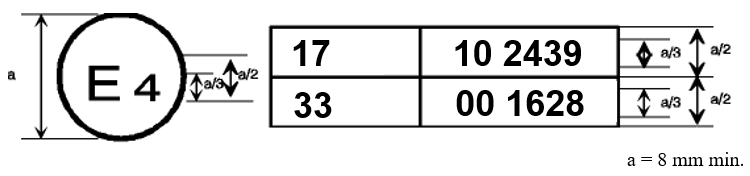 a
E 4
a/3
a/2
17 10 2439
a/3
a/2
33 00 1628
a/3
a/2
a = 8 mm min.